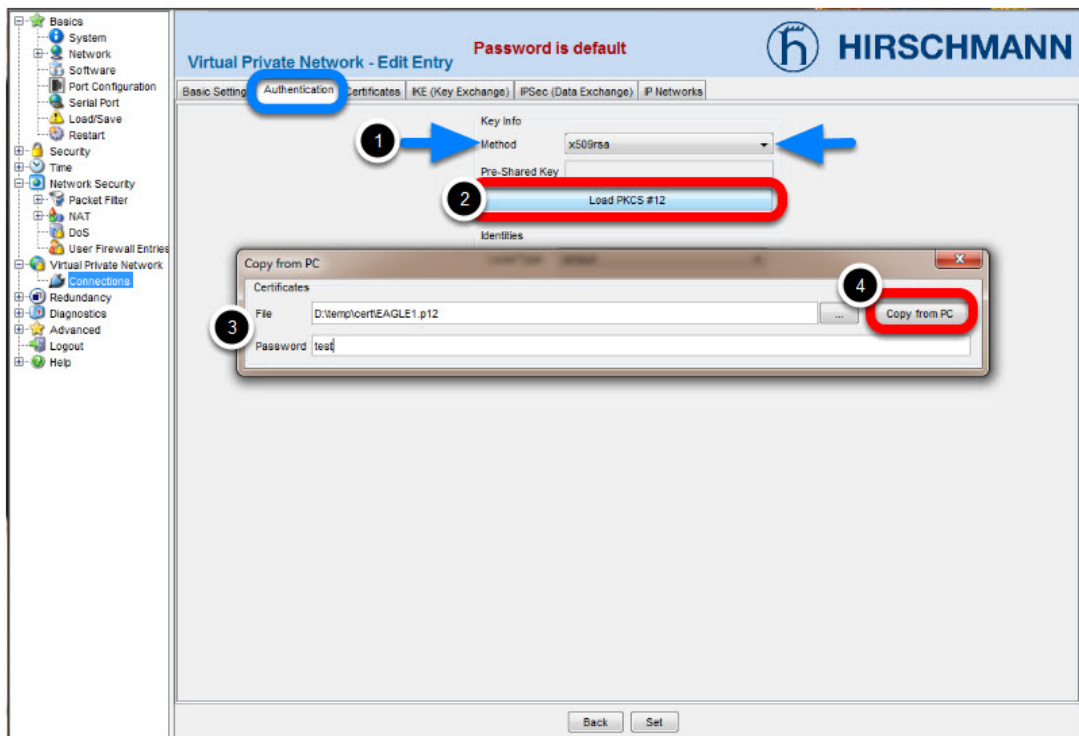 Basics
System
Network
Software
Port Configuration
Serial Port
Load/Save
Restart
Security
Time
Network Security
Packet Filter
NAT
DoS
User Firewall Entries
Virtual Private Network
Connections
Redundancy
Diagnostics
Advanced
Logout
Help
Password is default
HIRSCHMANN
Virtual Private Network - Edit Entry
Basic Setting Authentication Certificates IKE (Key Exchange) IPSec (Data Exchange) IP Networks
Key Info
1 Method x509rsa
Pre-Shared Key
2 Load PKCS #12
Identities
default
Copy from PC x
Certificates
4
File D:\temp\cert\EAGLE1.p12 ... Copy from PC
3
Password test
Back Set